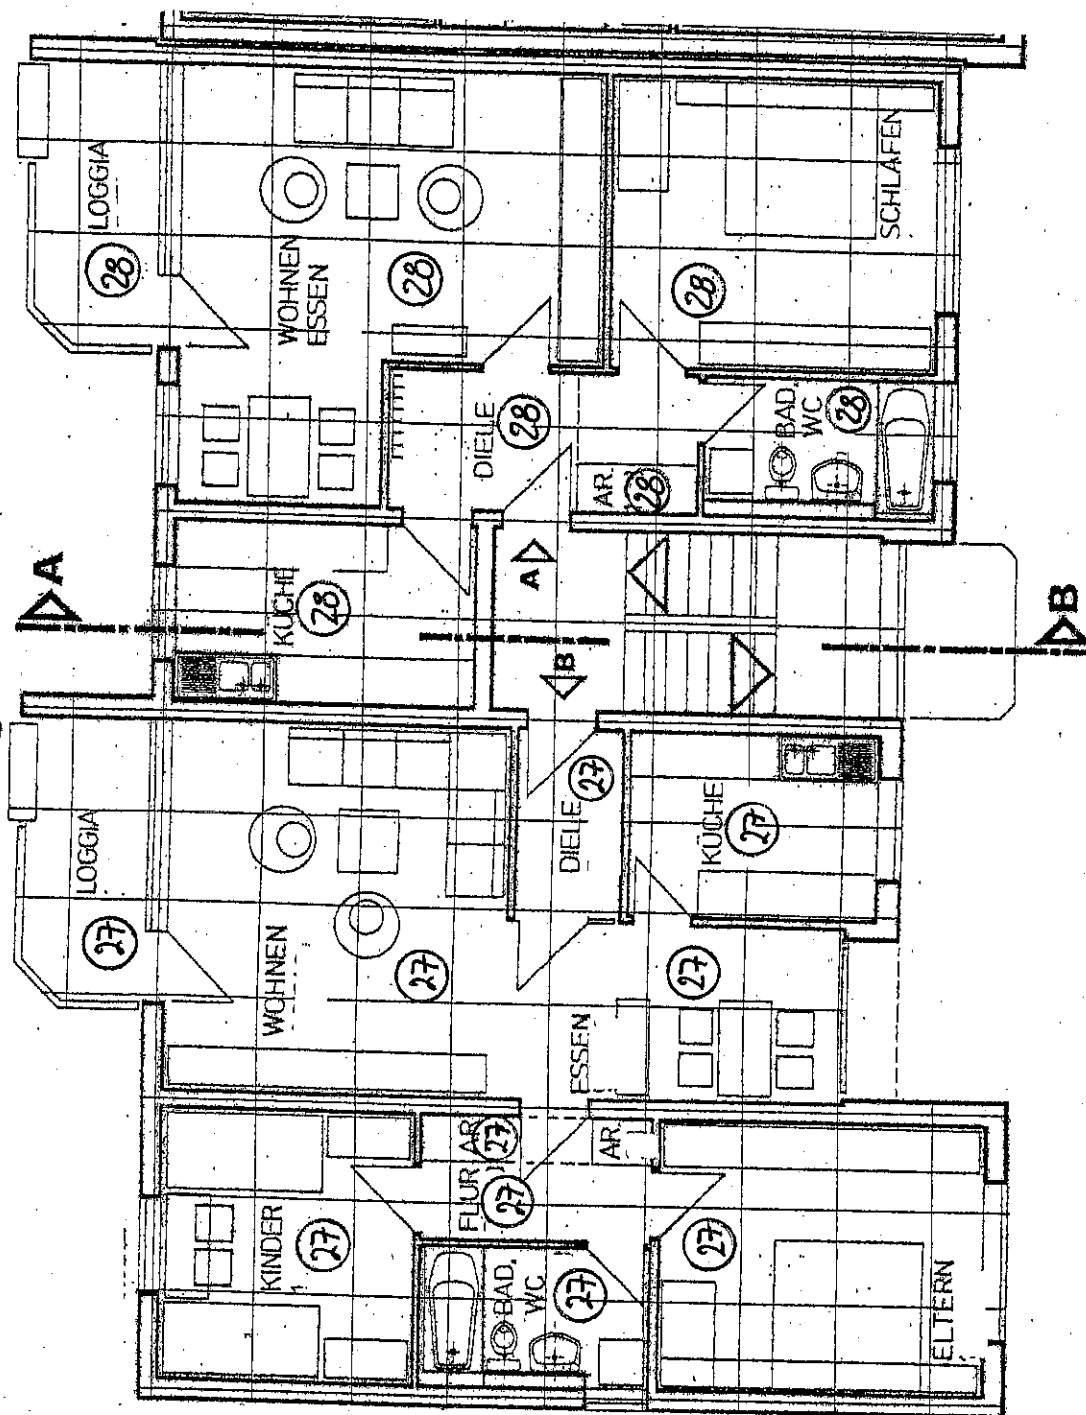 LOGGIA
28
WOHNEN
ESSEN
28
SCHLAFEN
28
DIELE
28
AR.
28
BAD.
WC
28
KÜCHE
28
A
A
B
B
LOGGIA
27
WOHNEN
27
DIELE
27
KÜCHE
27
ESSEN
27
KINDER
27
FLUR
27
AR
27
AR.
BAD.
WC
27
ELTERN
27